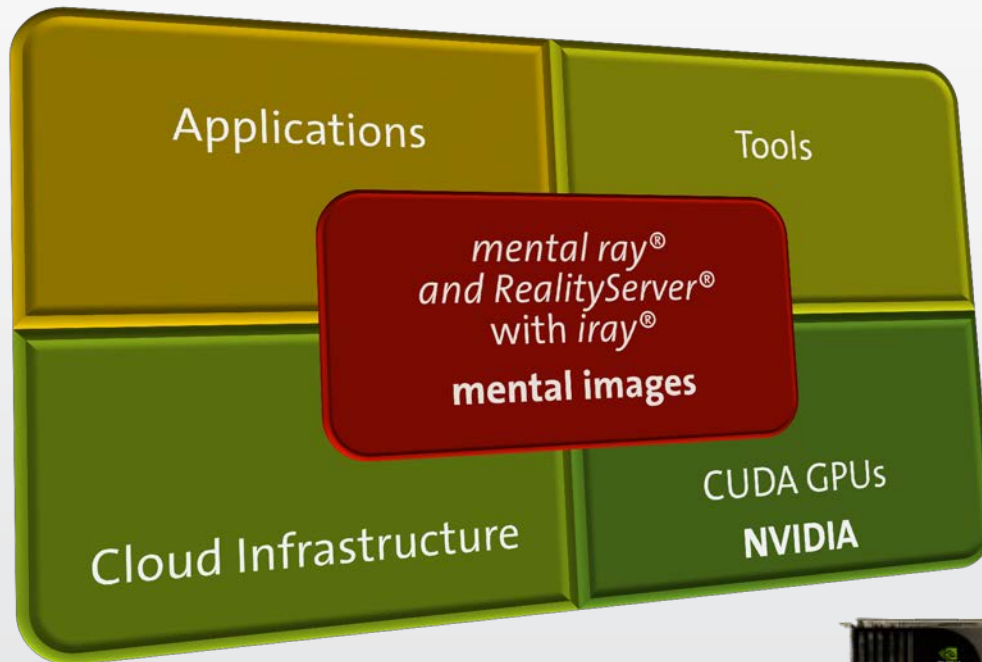 Applications
Tools
mental ray®
and RealityServer®
with iray®
mental images
Cloud Infrastructure
CUDA GPUs
NVIDIA